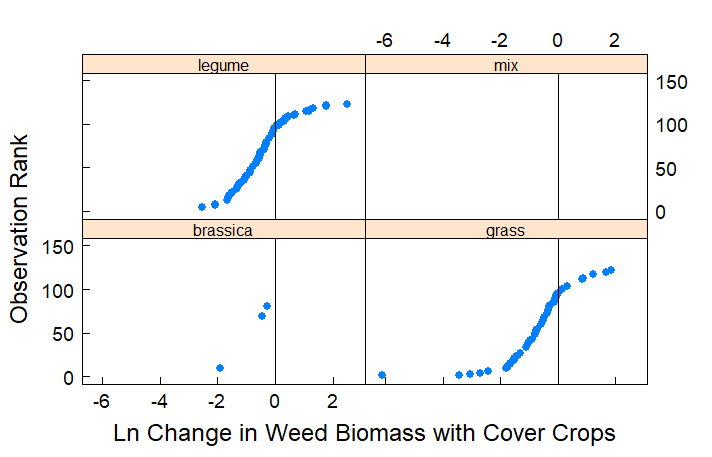 -6 -4 -2 0 2
legume mix
150
100
50
0
Observation Rank
brassica grass
150
100
50
0
-6 -4 -2 0 2
Ln Change in Weed Biomass with Cover Crops